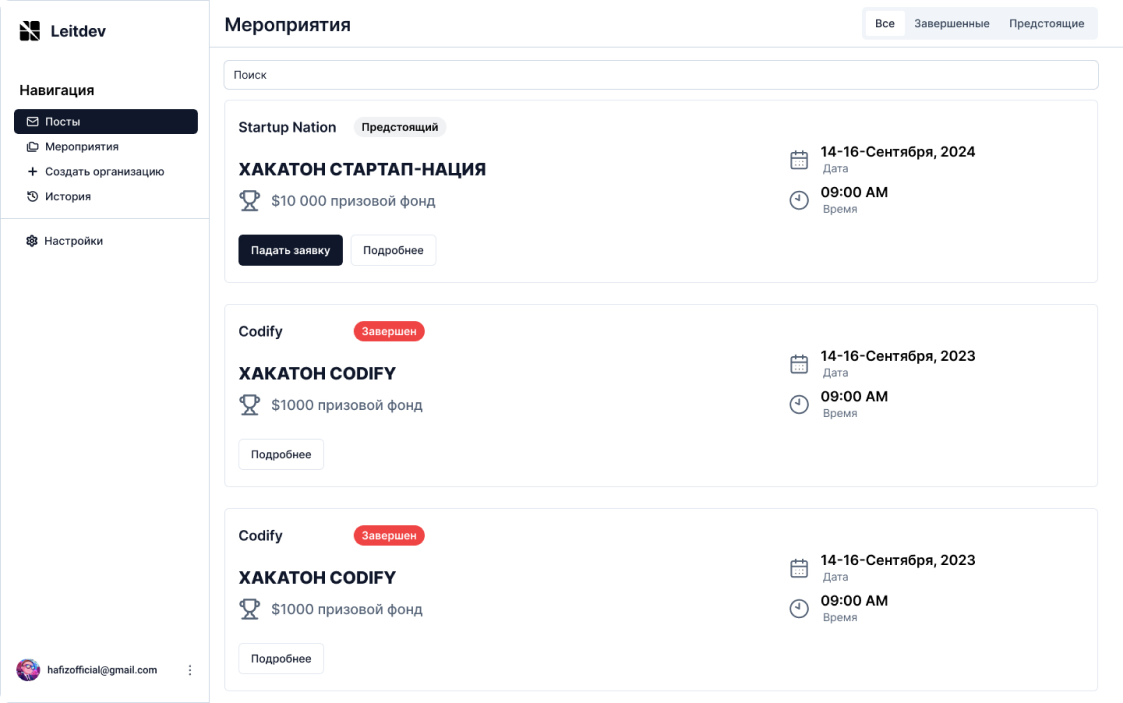 Leitdev
Навигация
Посты
Мероприятия
Создать организацию
История
Настройки
hafizofficial@gmail.com
Мероприятия
Все Завершенные Предстоящие
Поиск
Startup Nation Предстоящий
ХАКАТОН СТАРТАП-НАЦИЯ
$10 000 призовой фонд
14-16-Сентября, 2024
Дата
09:00 AM
Время
Падать заявку Подробнее
Codify Завершен
ХАКАТОН CODIFY
$1000 призовой фонд
14-16-Сентября, 2023
Дата
09:00 AM
Время
Подробнее
Codify Завершен
ХАКАТОН CODIFY
$1000 призовой фонд
14-16-Сентября, 2023
Дата
09:00 AM
Время
Подробнее